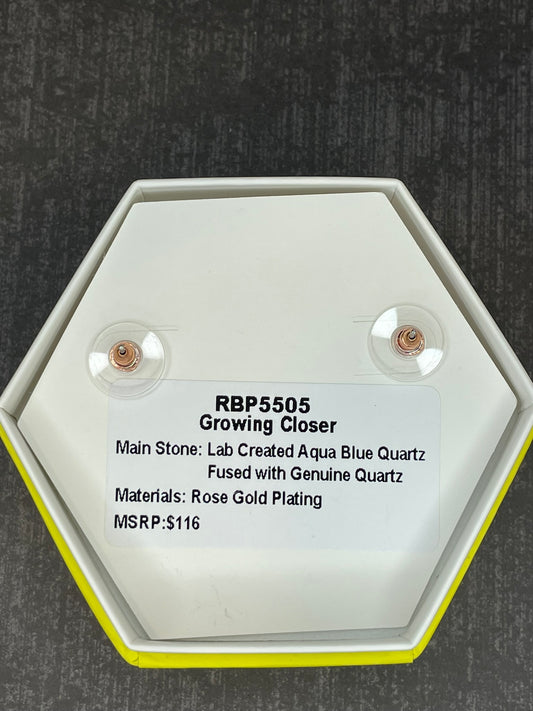 RBP5505
Growing Closer
Main Stone: Lab Created Aqua Blue Quartz
Fused with Genuine Quartz
Materials: Rose Gold Plating
MSRP:$116